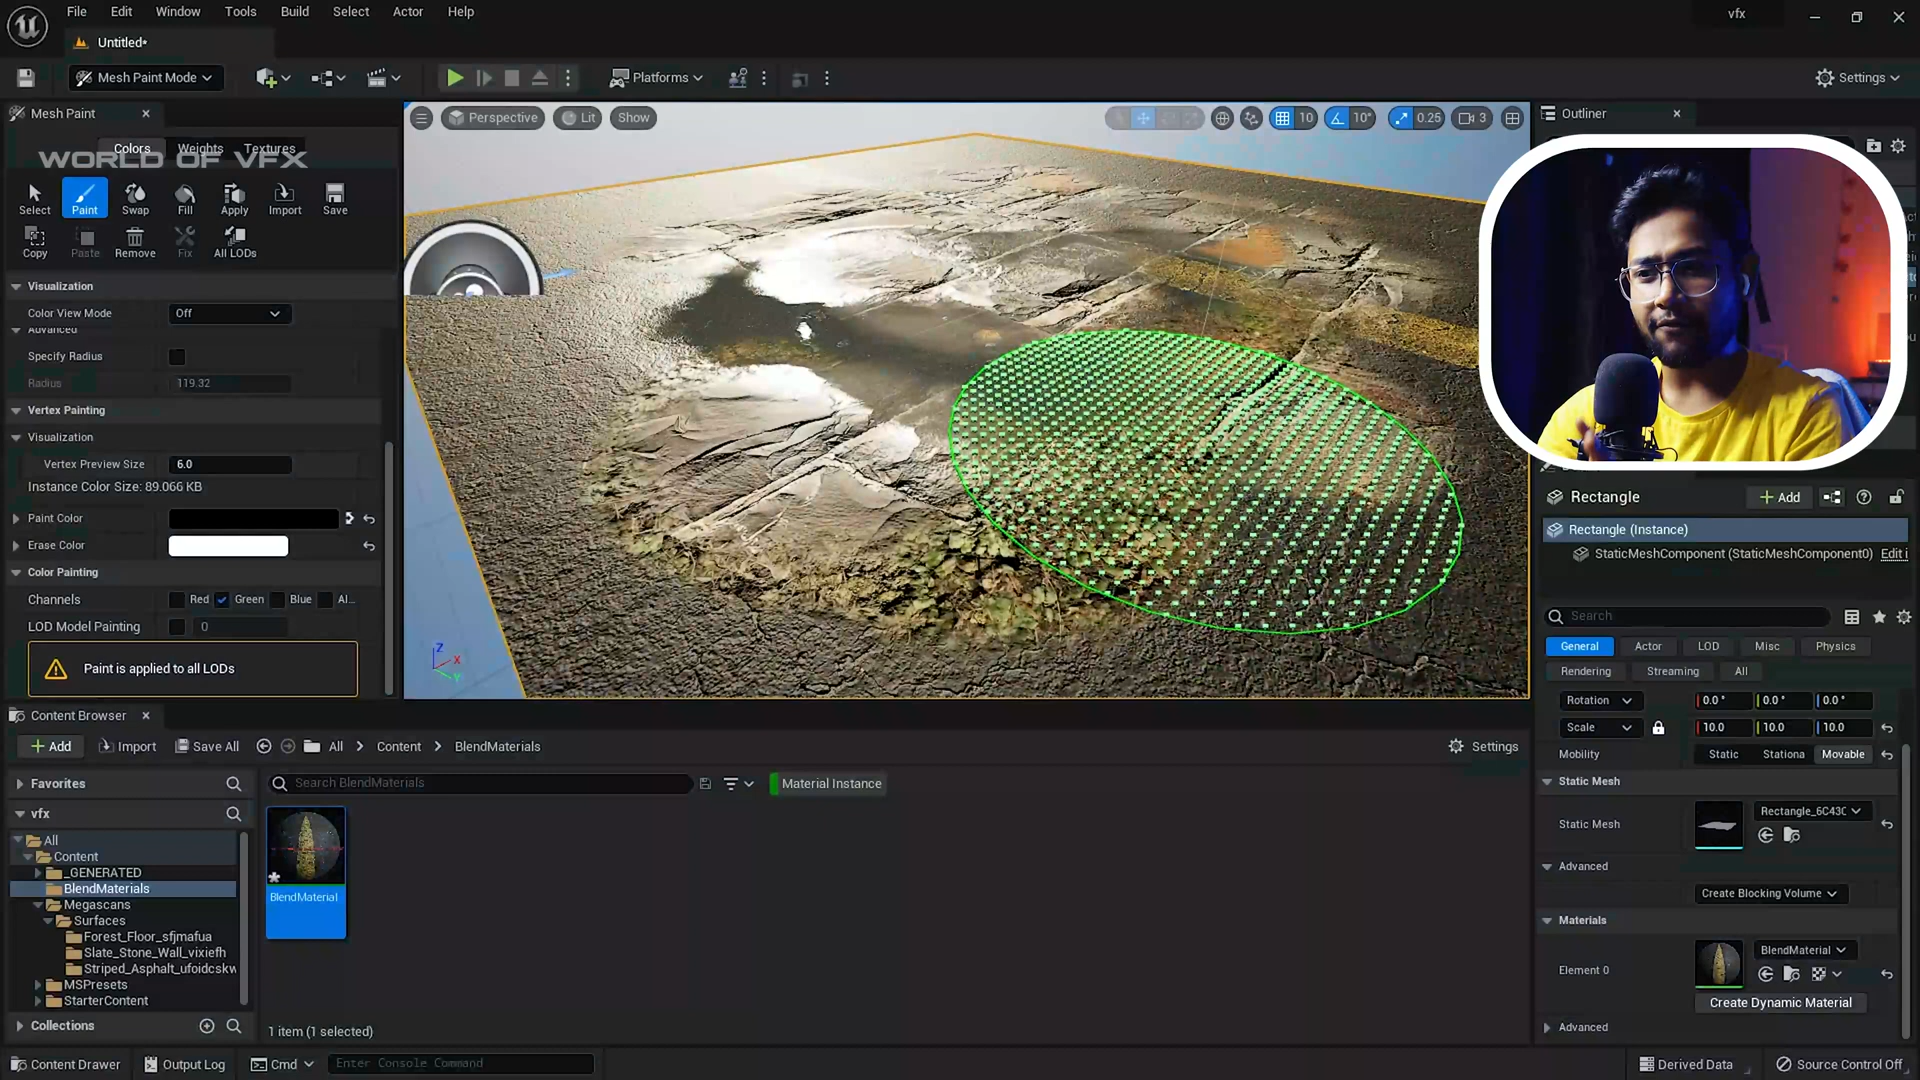 File Edit Window Tools Build Select Actor Help
vfx
Untitled*
Mesh Paint Mode
Platforms
Settings
Mesh Paint
Colors Weights Textures
WORLD OF VFX
Select Paint Swap Fill Apply Import Save
Copy Paste Remove Fix All LODs
Visualization
Color View Mode Off
Advanced
Specify Radius
Radius 119.32
Vertex Painting
Visualization
Vertex Preview Size 6.0
Instance Color Size: 89.066 KB
Paint Color
Erase Color
Color Painting
Channels Red Green Blue Al...
LOD Model Painting 0
Paint is applied to all LODs
Perspective Lit Show
10 10° 0.25 3
Z
X
Y
Outliner
Rectangle Add
Rectangle (Instance)
StaticMeshComponent (StaticMeshComponent0) Edit i
Search
General Actor LOD Misc Physics
Rendering Streaming All
Rotation 0.0° 0.0° 0.0°
Scale 10.0 10.0 10.0
Mobility Static Stationa Movable
Static Mesh
Static Mesh Rectangle_6C43C
Advanced
Create Blocking Volume
Materials
Element 0 BlendMaterial
Create Dynamic Material
Advanced
Content Browser
Add Import Save All All Content BlendMaterials Settings
Favorites
Search BlendMaterials
Material Instance
vfx
All
Content
_GENERATED
BlendMaterials
Megascans
Surfaces
Forest_Floor_sfjmafua
Slate_Stone_Wall_vixiefh
Striped_Asphalt_ufoidcskw
MSPresets
StarterContent
Collections
BlendMaterial
1 item (1 selected)
Content Drawer Output Log Cmd Enter Console Command
Derived Data Source Control Off